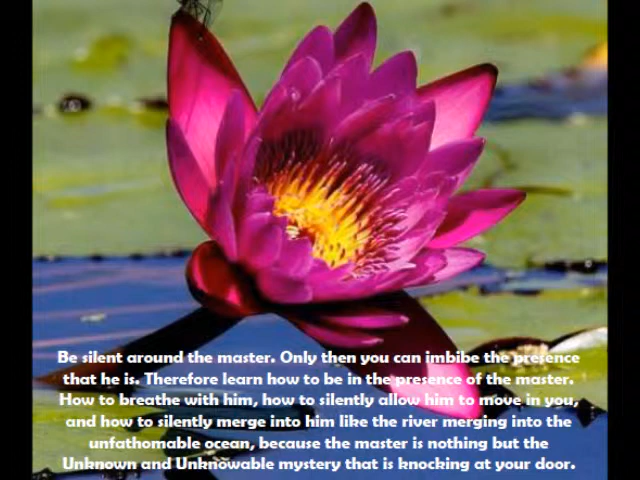 Be silent around the master. Only then you can imbibe the presence
that he is. Therefore learn how to be in the presence of the master.
How to breathe with him, how to silently allow him to move in you,
and how to silently merge into him like the river merging into the
unfathomable ocean, because the master is nothing but the
Unknown and Unknowable mystery that is knocking at your door.